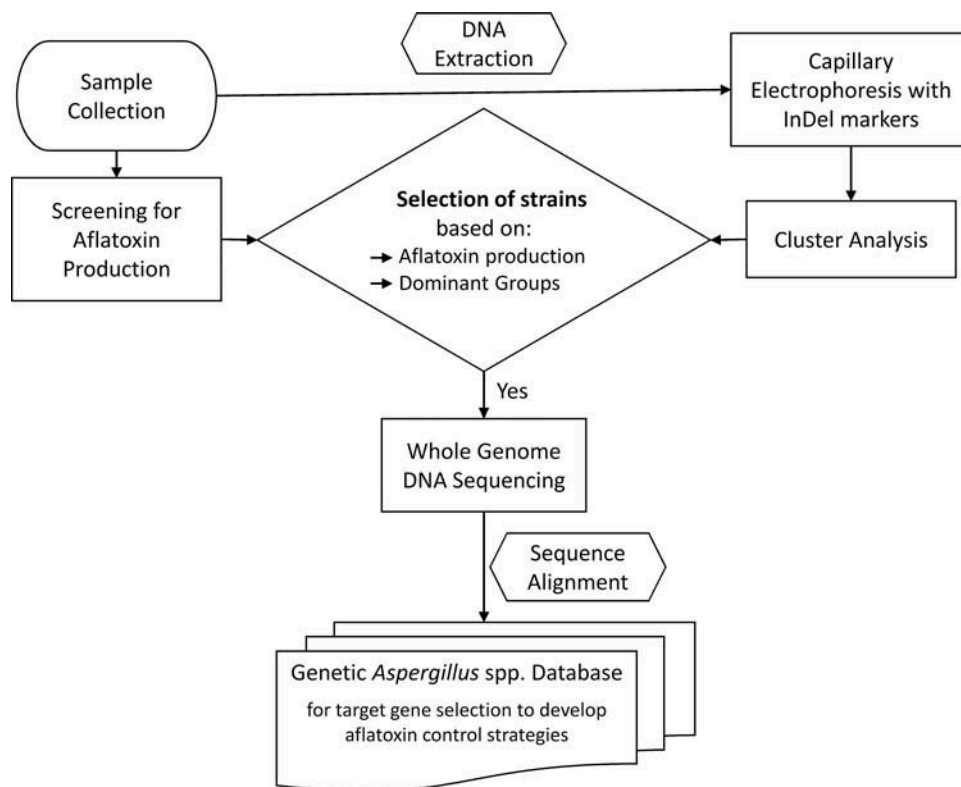 DNA
Extraction
Sample
Collection
Capillary
Electrophoresis with
InDel markers
Screening for
Aflatoxin
Production
Selection of strains
based on:
Aflatoxin production
Dominant Groups
Cluster Analysis
Yes
Whole Genome
DNA Sequencing
Sequence
Alignment
Genetic Aspergillus spp. Database
for target gene selection to develop
aflatoxin control strategies